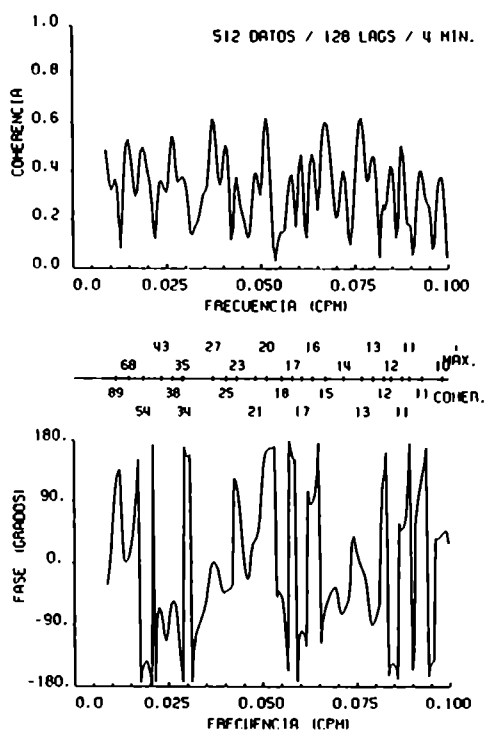 512 DATOS / 128 LAGS / 4 MIN.
1.0
0.8
0.6
0.4
0.2
0.0
COHERENCIA
0.0 0.025 0.050 0.075 0.100
FRECUENCIA (CPM)
43 27 20 16 13 11
68 35 23 17 14 12 10 MAX.
89 38 25 18 15 12 11 COHER.
54 34 21 17 13 11
180.
90.
0.
-90.
-180.
FASE (GRADOS)
0.0 0.025 0.050 0.075 0.100
FRECUENCIA (CPM)